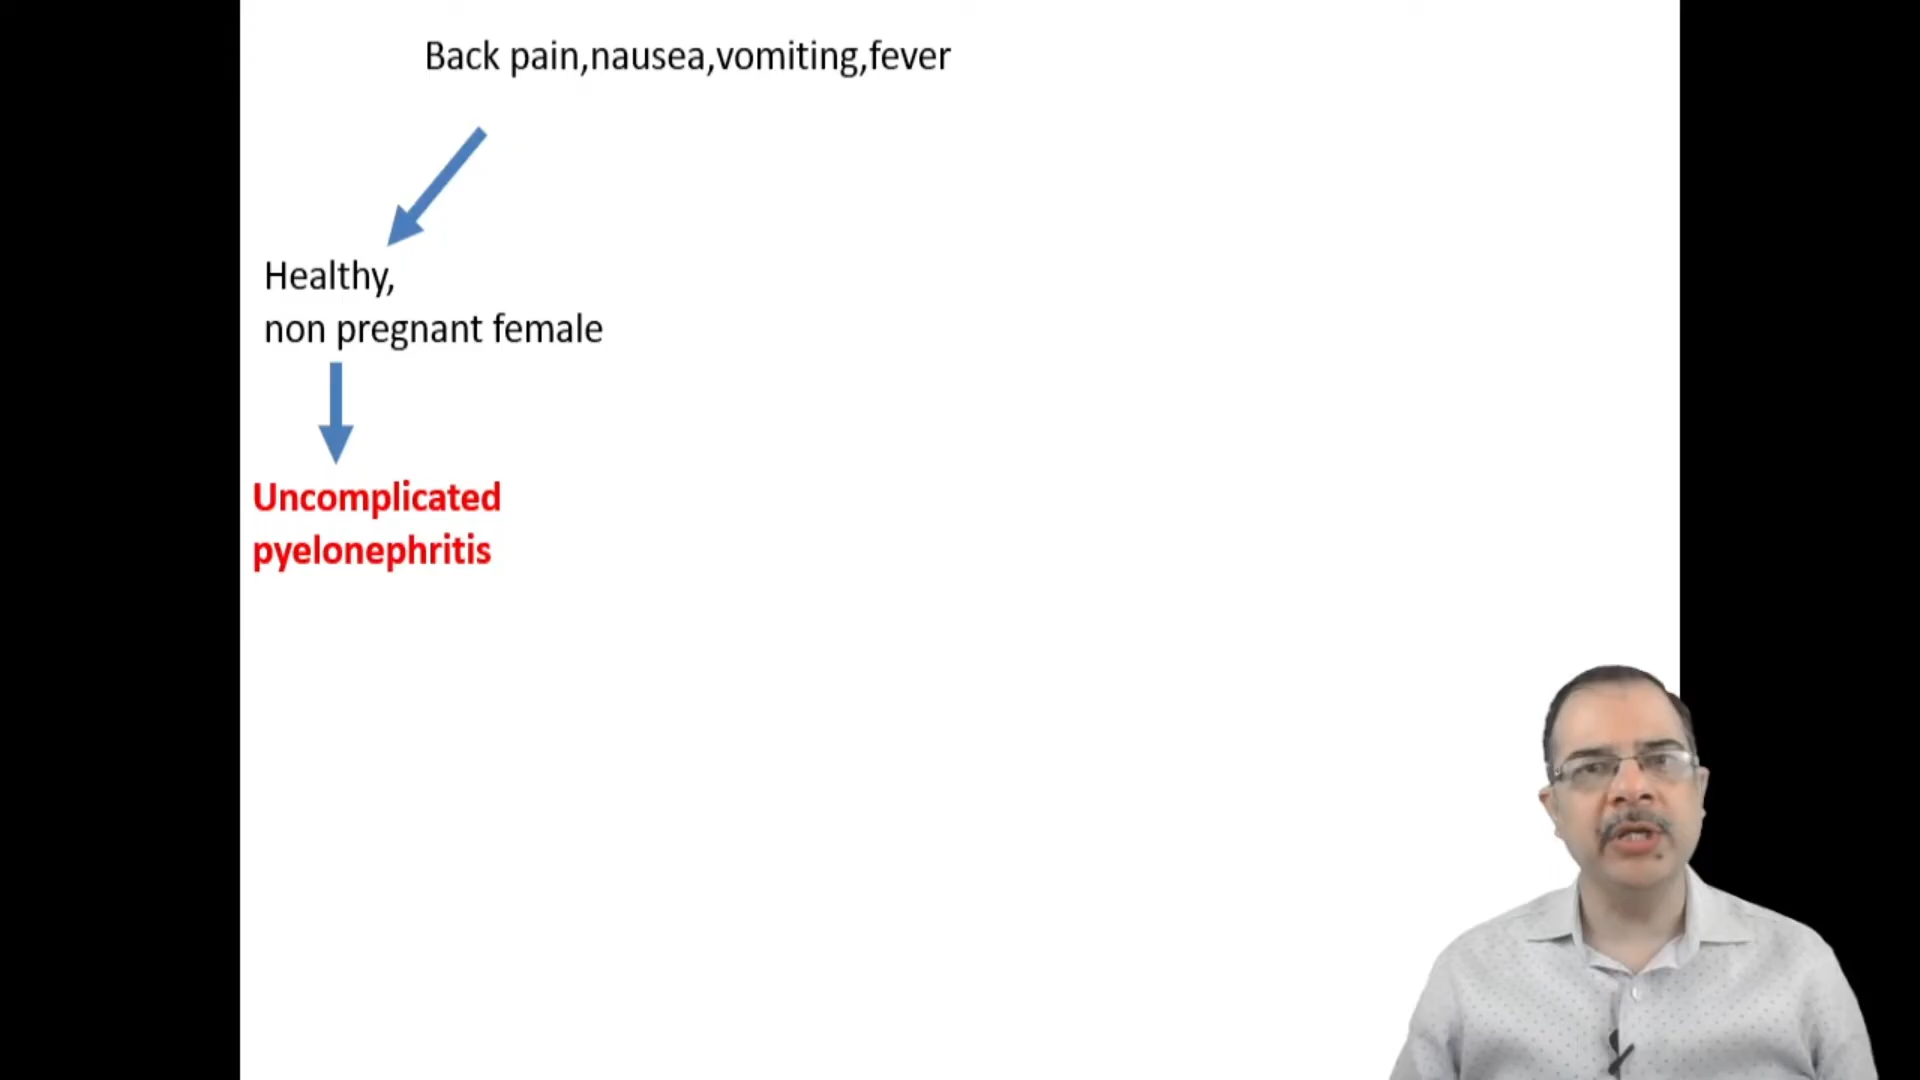 Back pain,nausea,vomiting,fever
Healthy,
non pregnant female
Uncomplicated
pyelonephritis